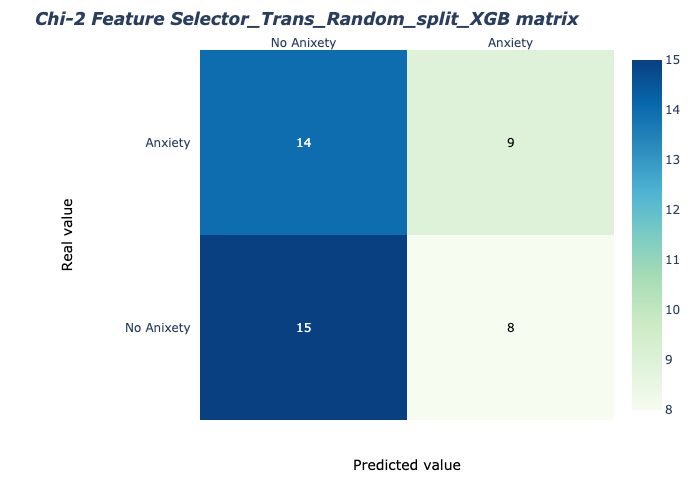 Chi-2 Feature Selector_Trans_Random_split_XGB matrix
No Anixety Anxiety
15
14
13
12
11
10
9
8
Anxiety 14 9
No Anixety 15 8
Real value
Predicted value